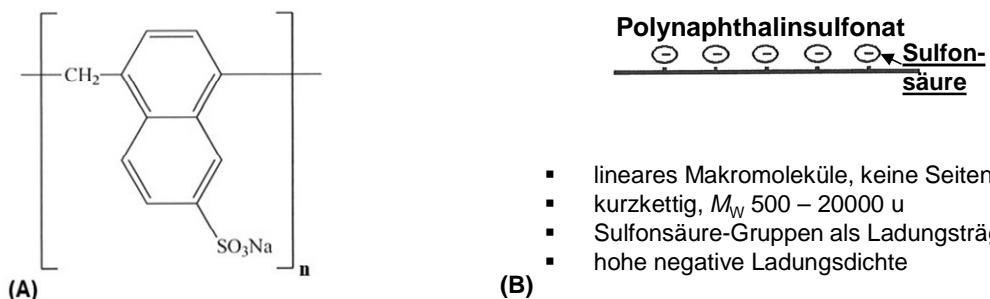 CH2
SO3Na
n
(A)
Polynaphthalinsulfonat
Sulfon-
säure
▪ lineares Makromoleküle, keine Seiten
▪ kurzkettig, MW 500 – 20000 u
▪ Sulfonsäure-Gruppen als Ladungsträg
▪ hohe negative Ladungsdichte
(B)